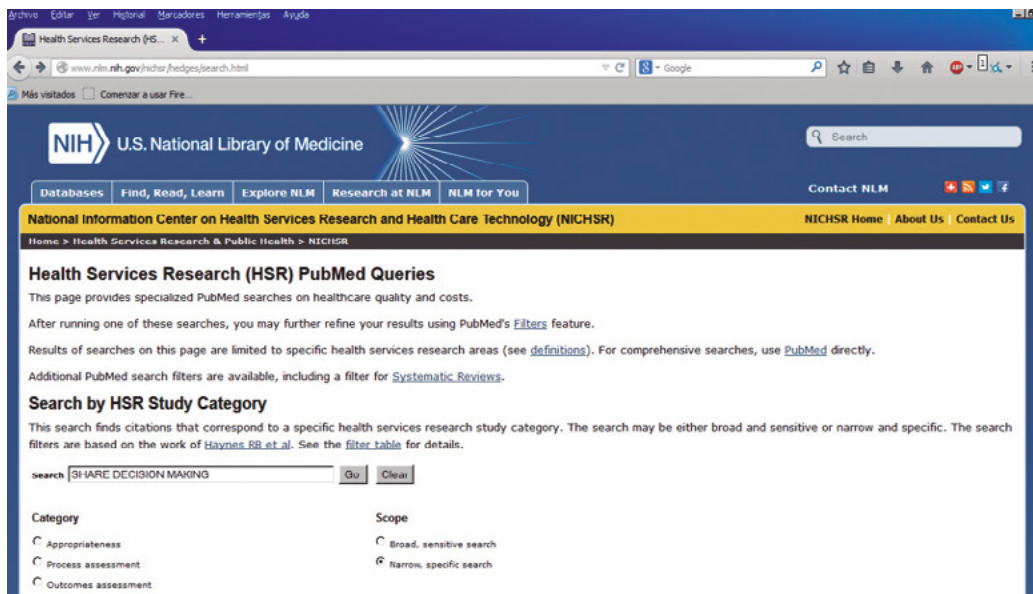 Archivo Editar Ver Historial Marcadores Herramientas Ayuda
Health Services Research (HS... × +
www.nlm.nih.gov/nichsr/hedges/search.html Google
Más visitados Comenzar a usar Fire...
NIH U.S. National Library of Medicine Search
Databases Find, Read, Learn Explore NLM Research at NLM NLM for You Contact NLM
National Information Center on Health Services Research and Health Care Technology (NICHSR) NICHSR Home About Us Contact Us
Home > Health Services Research & Public Health > NICHSR
Health Services Research (HSR) PubMed Queries
This page provides specialized PubMed searches on healthcare quality and costs.
After running one of these searches, you may further refine your results using PubMed's Filters feature.
Results of searches on this page are limited to specific health services research areas (see definitions). For comprehensive searches, use PubMed directly.
Additional PubMed search filters are available, including a filter for Systematic Reviews.
Search by HSR Study Category
This search finds citations that correspond to a specific health services research study category. The search may be either broad and sensitive or narrow and specific. The search
filters are based on the work of Haynes RB et al. See the filter table for details.
Search SHARE DECISION MAKING Go Clear
Category Scope
Appropriateness Broad, sensitive search
Process assessment Narrow, specific search
Outcomes assessment